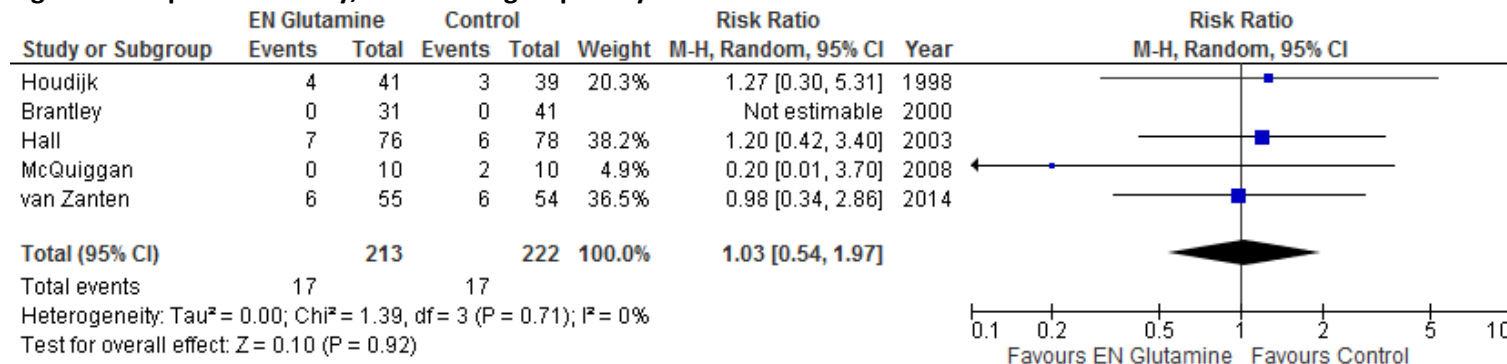 EN Glutamine Control Risk Ratio Risk Ratio
Study or Subgroup Events Total Events Total Weight M-H, Random, 95% CI Year M-H, Random, 95% CI
Houdijk 4 41 3 39 20.3% 1.27 [0.30, 5.31] 1998
Brantley 0 31 0 41 Not estimable 2000
Hall 7 76 6 78 38.2% 1.20 [0.42, 3.40] 2003
McQuiggan 0 10 2 10 4.9% 0.20 [0.01, 3.70] 2008
van Zanten 6 55 6 54 36.5% 0.98 [0.34, 2.86] 2014
Total (95% CI) 213 222 100.0% 1.03 [0.54, 1.97]
Total events 17 17
Heterogeneity: Tau² = 0.00; Chi² = 1.39, df = 3 (P = 0.71); I² = 0%
Test for overall effect: Z = 0.10 (P = 0.92)
0.1 0.2 0.5 1 2 5 10
Favours EN Glutamine Favours Control